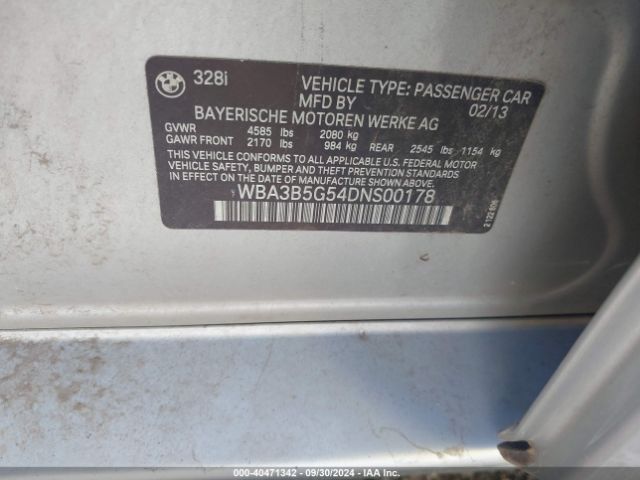 328i
VEHICLE TYPE: PASSENGER CAR
MFD BY 02/13
BAYERISCHE MOTOREN WERKE AG
GVWR 4585 lbs 2080 kg
GAWR FRONT 2170 lbs 984 kg REAR 2545 lbs 1154 kg
THIS VEHICLE CONFORMS TO ALL APPLICABLE U.S. FEDERAL MOTOR
VEHICLE SAFETY, BUMPER AND THEFT PREVENTION STANDARDS
IN EFFECT ON THE DATE OF MANUFACTURE SHOWN ABOVE.
WBA3B5G54DNS00178
00-40471342 - 09/30/2024 - IAA Inc.